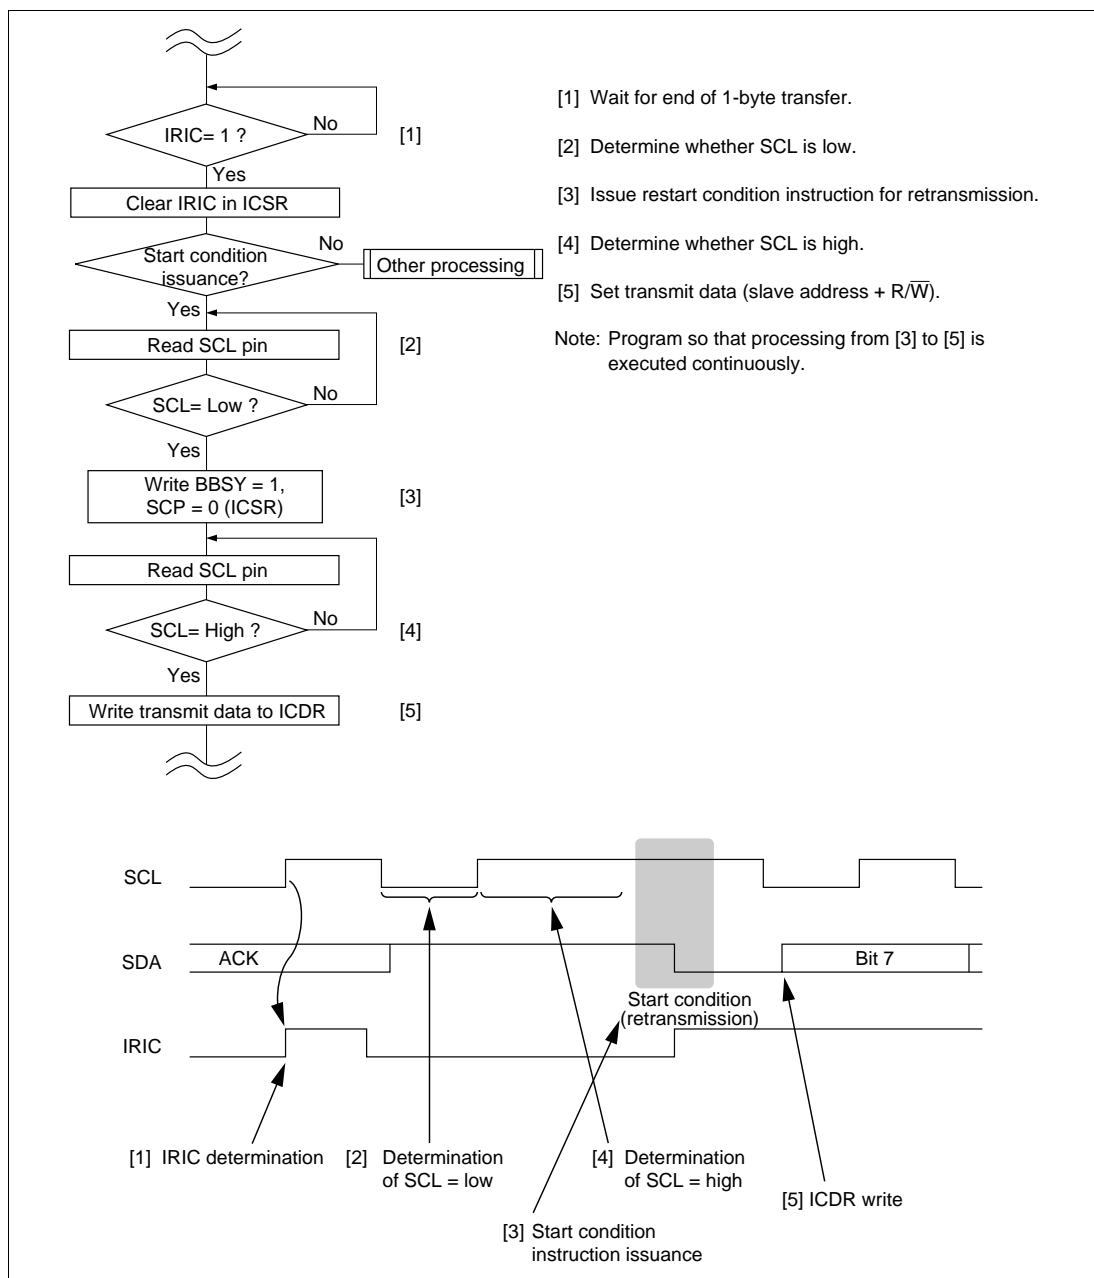 IRIC= 1 ?
No
[1]
Yes
Clear IRIC in ICSR
Start condition
issuance?
No
Other processing
Yes
Read SCL pin
[2]
SCL= Low ?
No
Yes
Write BBSY = 1,
SCP = 0 (ICSR)
[3]
Read SCL pin
SCL= High ?
No
[4]
Yes
Write transmit data to ICDR
[5]
[1] Wait for end of 1-byte transfer.
[2] Determine whether SCL is low.
[3] Issue restart condition instruction for retransmission.
[4] Determine whether SCL is high.
[5] Set transmit data (slave address + R/W̅).
Note: Program so that processing from [3] to [5] is
executed continuously.
SCL
SDA
ACK
Bit 7
Start condition
(retransmission)
IRIC
[1] IRIC determination
[2] Determination
of SCL = low
[4] Determination
of SCL = high
[5] ICDR write
[3] Start condition
instruction issuance